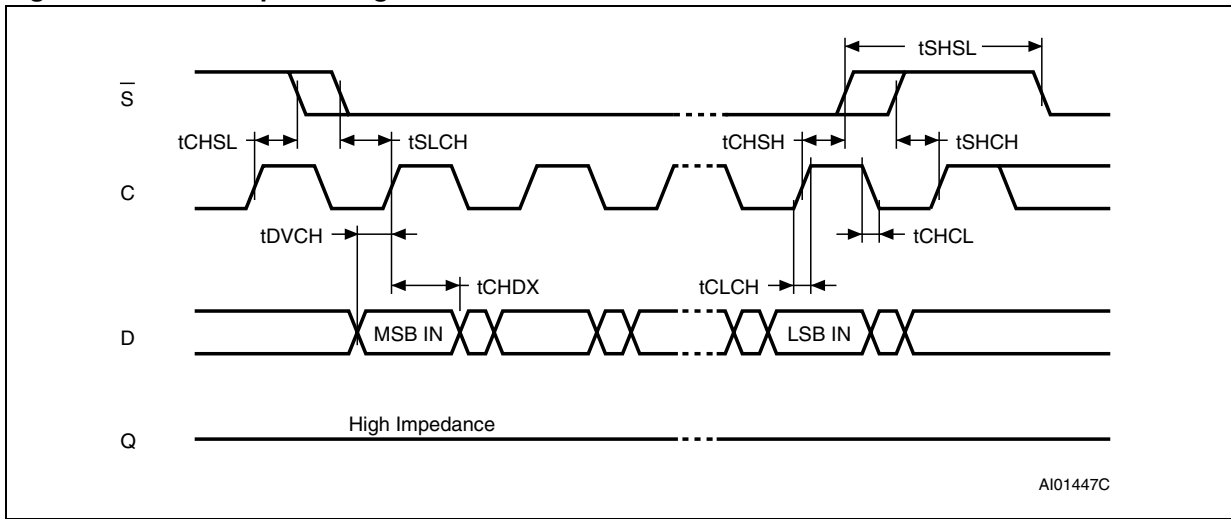 tSHSL
S
tCHSL
tSLCH
tCHSH
tSHCH
C
tDVCH
tCHCL
tCHDX
tCLCH
D
MSB IN
LSB IN
High Impedance
Q
AI01447C